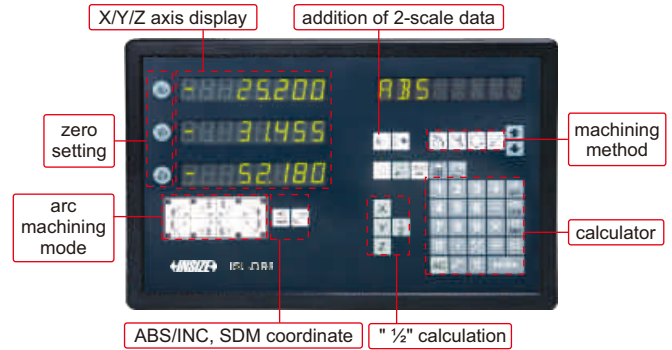 X/Y/Z axis display
addition of 2-scale data
- 25.200
ABS
zero setting
- 31.455
machining method
- 52.180
arc machining mode
X
Y
Z
calculator
INSIZE
ABS/INC, SDM coordinate
" ½" calculation